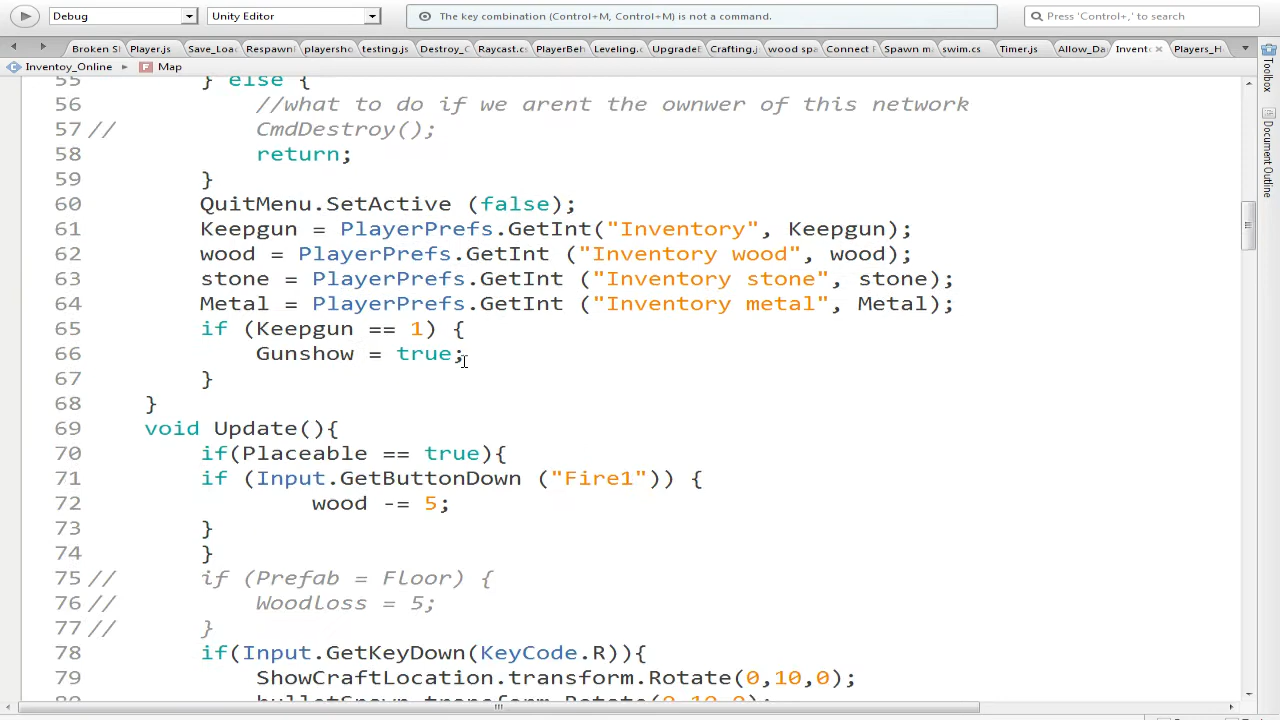 Debug
Unity Editor
The key combination (Control+M, Control+M) is not a command.
Press 'Control+,' to search
Broken S
Player.js
Save_Loa
Respawn
playersho
testing.js
Destroy_
Raycast.cs
PlayerBeh
Leveling.c
UpgradeB
Crafting.j
wood spa
Connect F
Spawn m
swim.cs
Timer.js
Allow_Da
Invent
Players_H
Inventoy_Online
Map
Toolbox
Document Outline
55 } else {
56 //what to do if we arent the ownwer of this network
57 // CmdDestroy();
58 return;
59 }
60 QuitMenu.SetActive (false);
61 Keepgun = PlayerPrefs.GetInt("Inventory", Keepgun);
62 wood = PlayerPrefs.GetInt ("Inventory wood", wood);
63 stone = PlayerPrefs.GetInt ("Inventory stone", stone);
64 Metal = PlayerPrefs.GetInt ("Inventory metal", Metal);
65 if (Keepgun == 1) {
66 Gunshow = true;
67 }
68 }
69 void Update(){
70 if(Placeable == true){
71 if (Input.GetButtonDown ("Fire1")) {
72 wood -= 5;
73 }
74 }
75 // if (Prefab = Floor) {
76 // Woodloss = 5;
77 // }
78 if(Input.GetKeyDown(KeyCode.R)){
79 ShowCraftLocation.transform.Rotate(0,10,0);